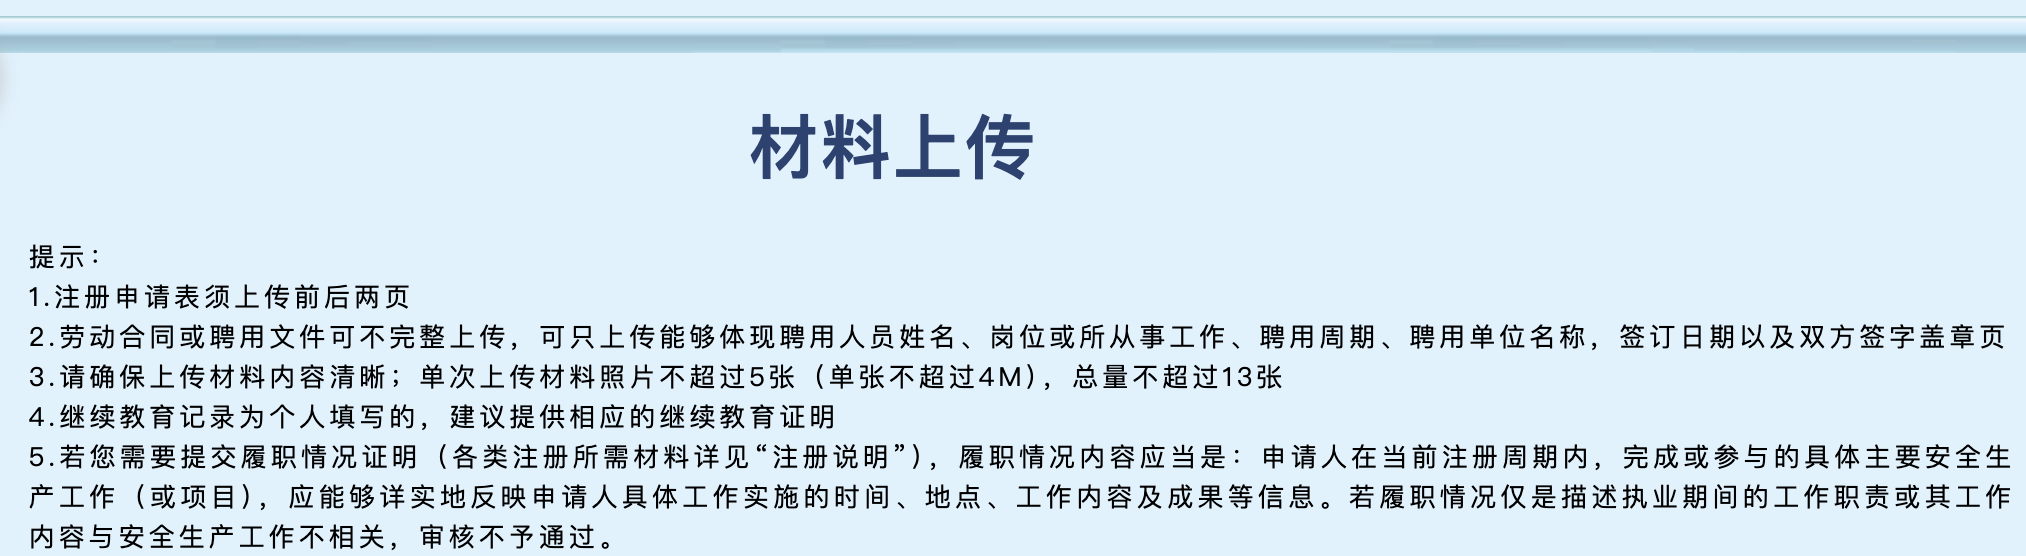 材料上传
提示：
1.注册申请表须上传前后两页
2.劳动合同或聘用文件可不完整上传，可只上传能够体现聘用人员姓名、岗位或所从事工作、聘用周期、聘用单位名称，签订日期以及双方签字盖章页
3.请确保上传材料内容清晰；单次上传材料照片不超过5张（单张不超过4M），总量不超过13张
4.继续教育记录为个人填写的，建议提供相应的继续教育证明
5.若您需要提交履职情况证明（各类注册所需材料详见“注册说明”），履职情况内容应当是：申请人在当前注册周期内，完成或参与的具体主要安全生
产工作（或项目），应能够详实地反映申请人具体工作实施的时间、地点、工作内容及成果等信息。若履职情况仅是描述执业期间的工作职责或其工作
内容与安全生产工作不相关，审核不予通过。